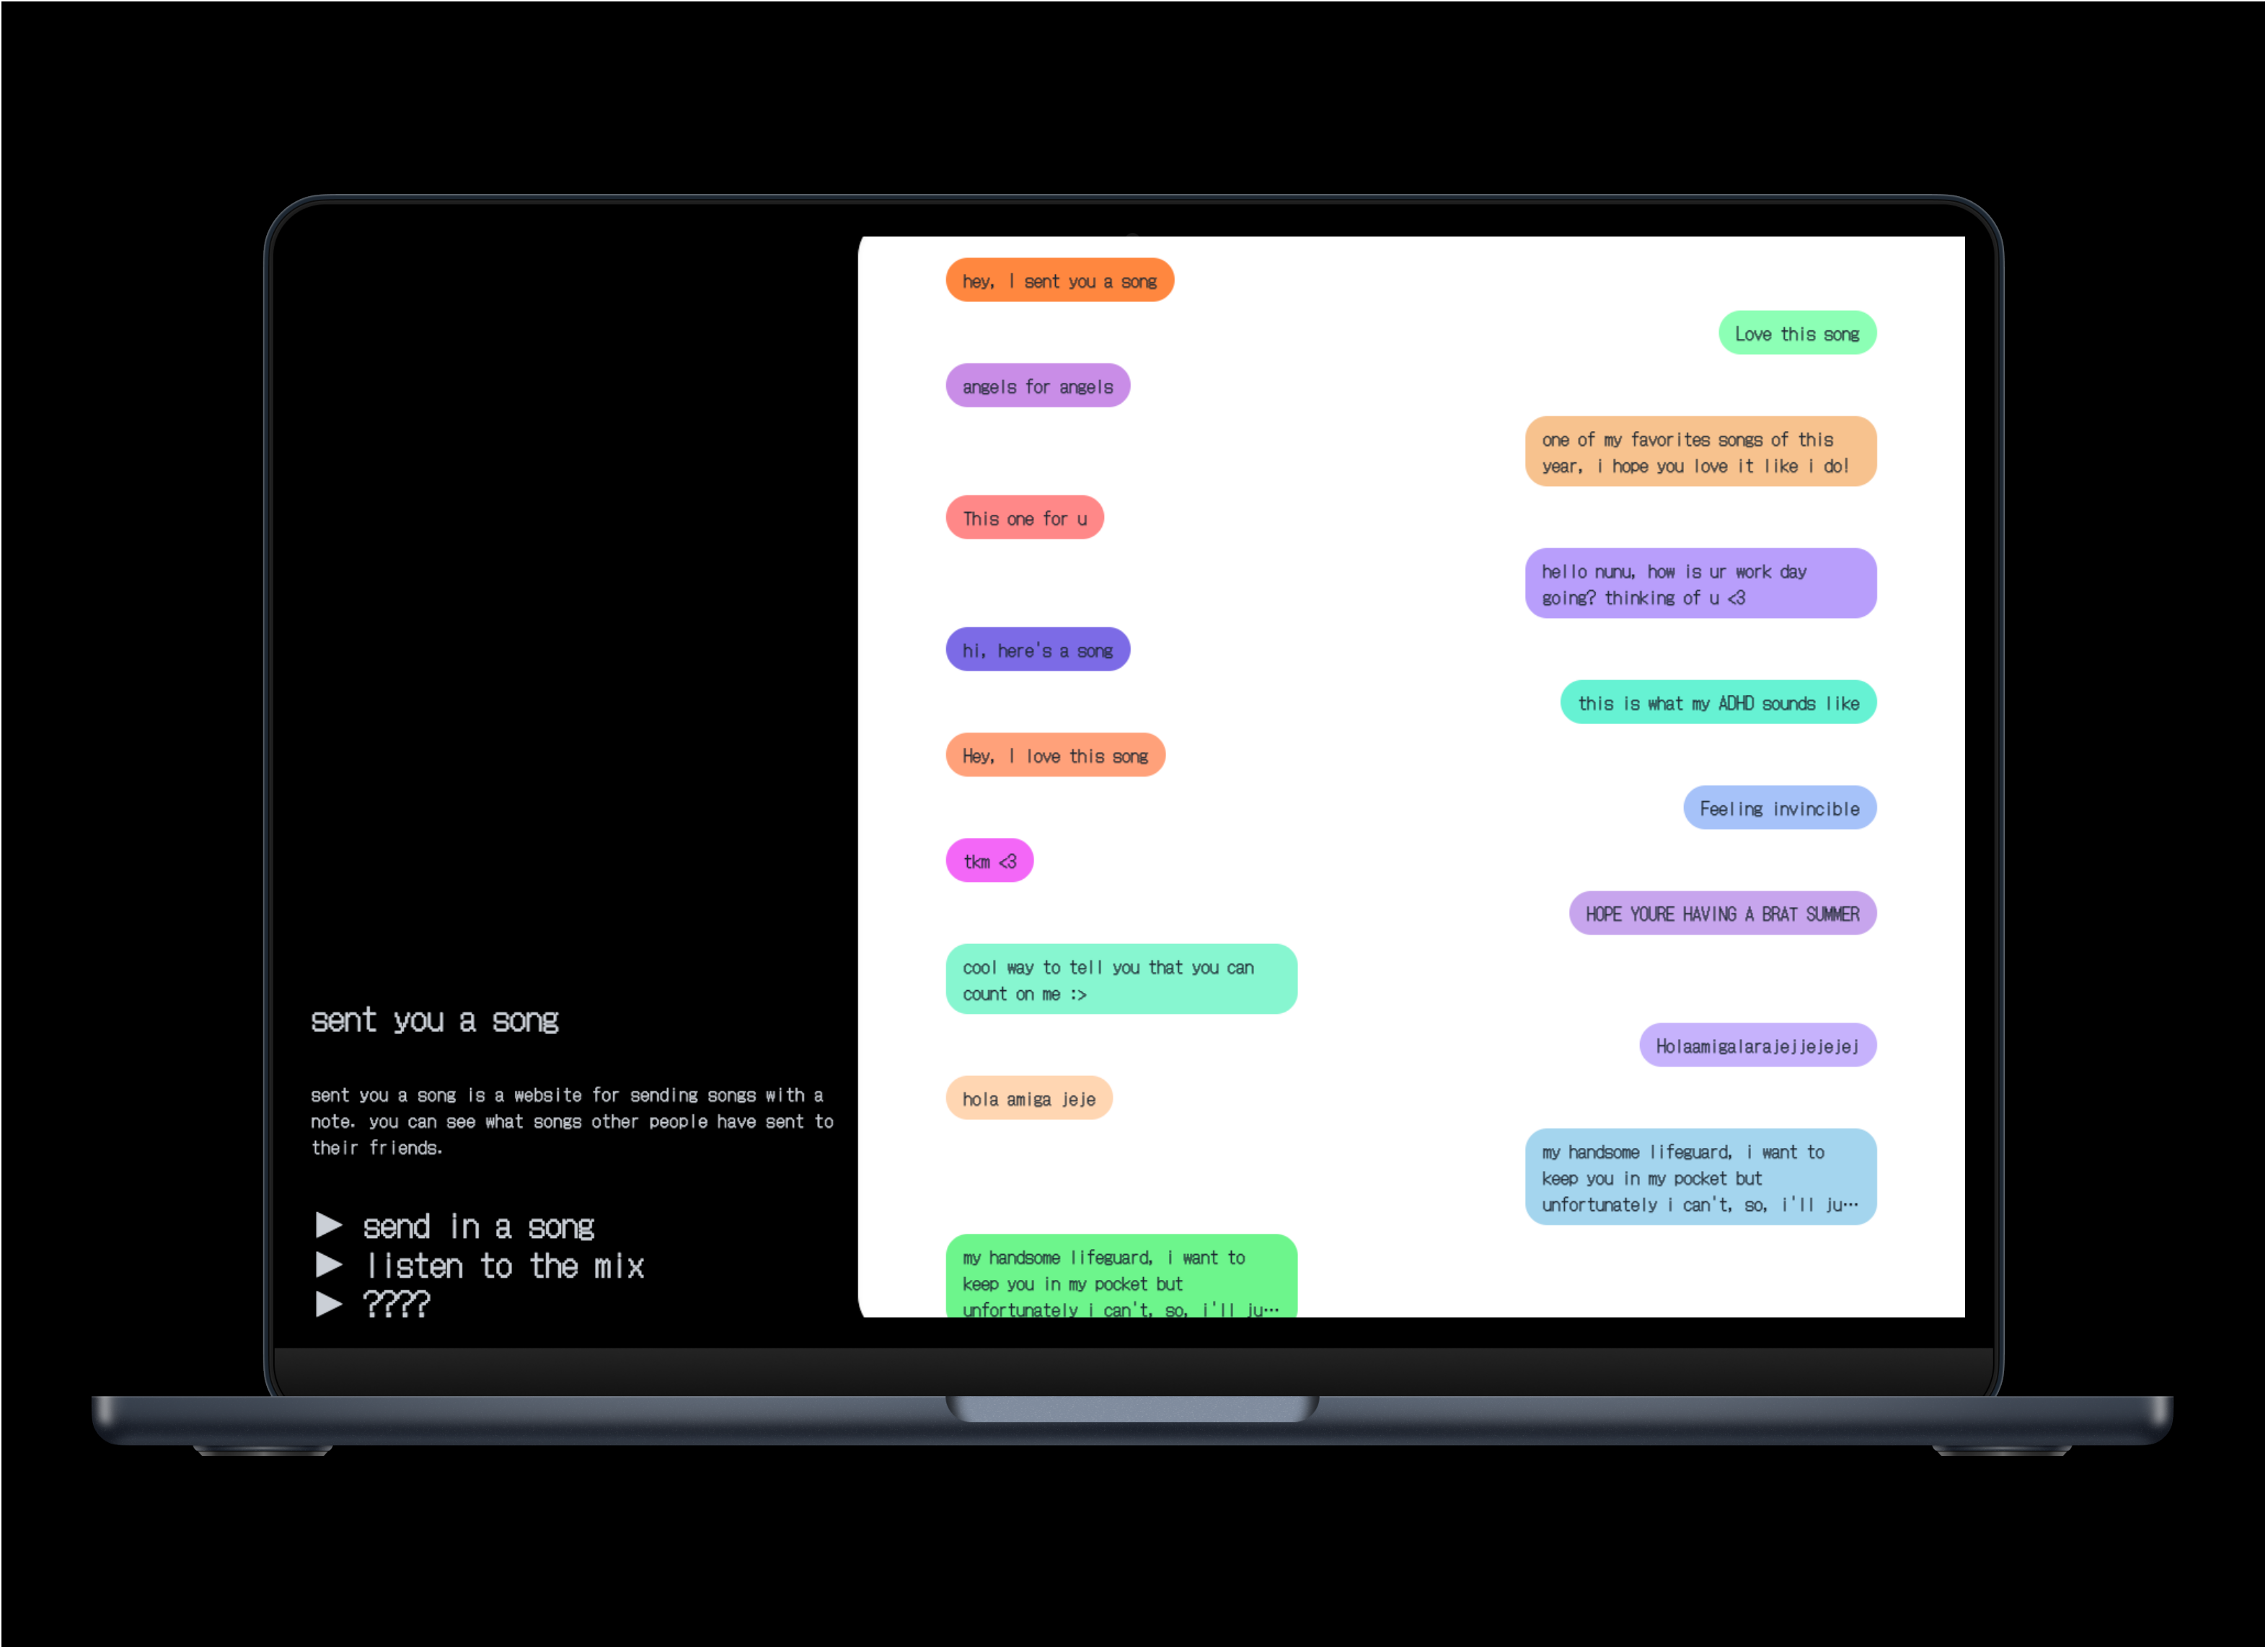 sent you a song
sent you a song is a website for sending songs with a
note. you can see what songs other people have sent to
their friends.
▶ send in a song
▶ listen to the mix
▶ ????
hey, I sent you a song
Love this song
angels for angels
one of my favorites songs of this
year, i hope you love it like i do!
This one for u
hello nunu, how is ur work day
going? thinking of u <3
hi, here's a song
this is what my ADHD sounds like
Hey, I love this song
Feeling invincible
tkm <3
HOPE YOURE HAVING A BRAT SUMMER
cool way to tell you that you can
count on me :>
Holaamigalarajejjejejej
hola amiga jeje
my handsome lifeguard, i want to
keep you in my pocket but
unfortunately i can't, so, i'll ju…
my handsome lifeguard, i want to
keep you in my pocket but
unfortunately i can't, so, i'll ju…